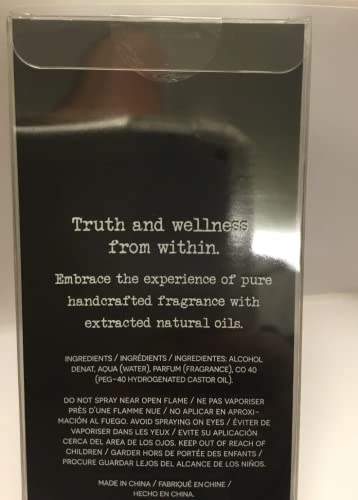 Truth and wellness
from within.
Embrace the experience of pure
handcrafted fragrance with
extracted natural oils.
INGREDIENTS / INGRÉDIENTS / INGREDIENTES: ALCOHOL
DENAT, AQUA (WATER), PARFUM (FRAGRANCE), CO 40
(PEG-40 HYDROGENATED CASTOR OIL).
DO NOT SPRAY NEAR OPEN FLAME / NE PAS VAPORISER
PRÈS D'UNE FLAMME NUE / NO APLICAR EN APROXI-
MACIÓN AL FUEGO. AVOID SPRAYING ON EYES / ÉVITER DE
VAPORISER DANS LES YEUX / EVITE SU APLICACIÓN
CERCA DEL AREA DE LOS OJOS. KEEP OUT OF REACH OF
CHILDREN / GARDER HORS DE PORTÉE DES ENFANTS /
PROCURE GUARDAR LEJOS DEL ALCANCE DE LOS NIÑOS.
MADE IN CHINA / FABRIQUÉ EN CHINE /
HECHO EN CHINA.